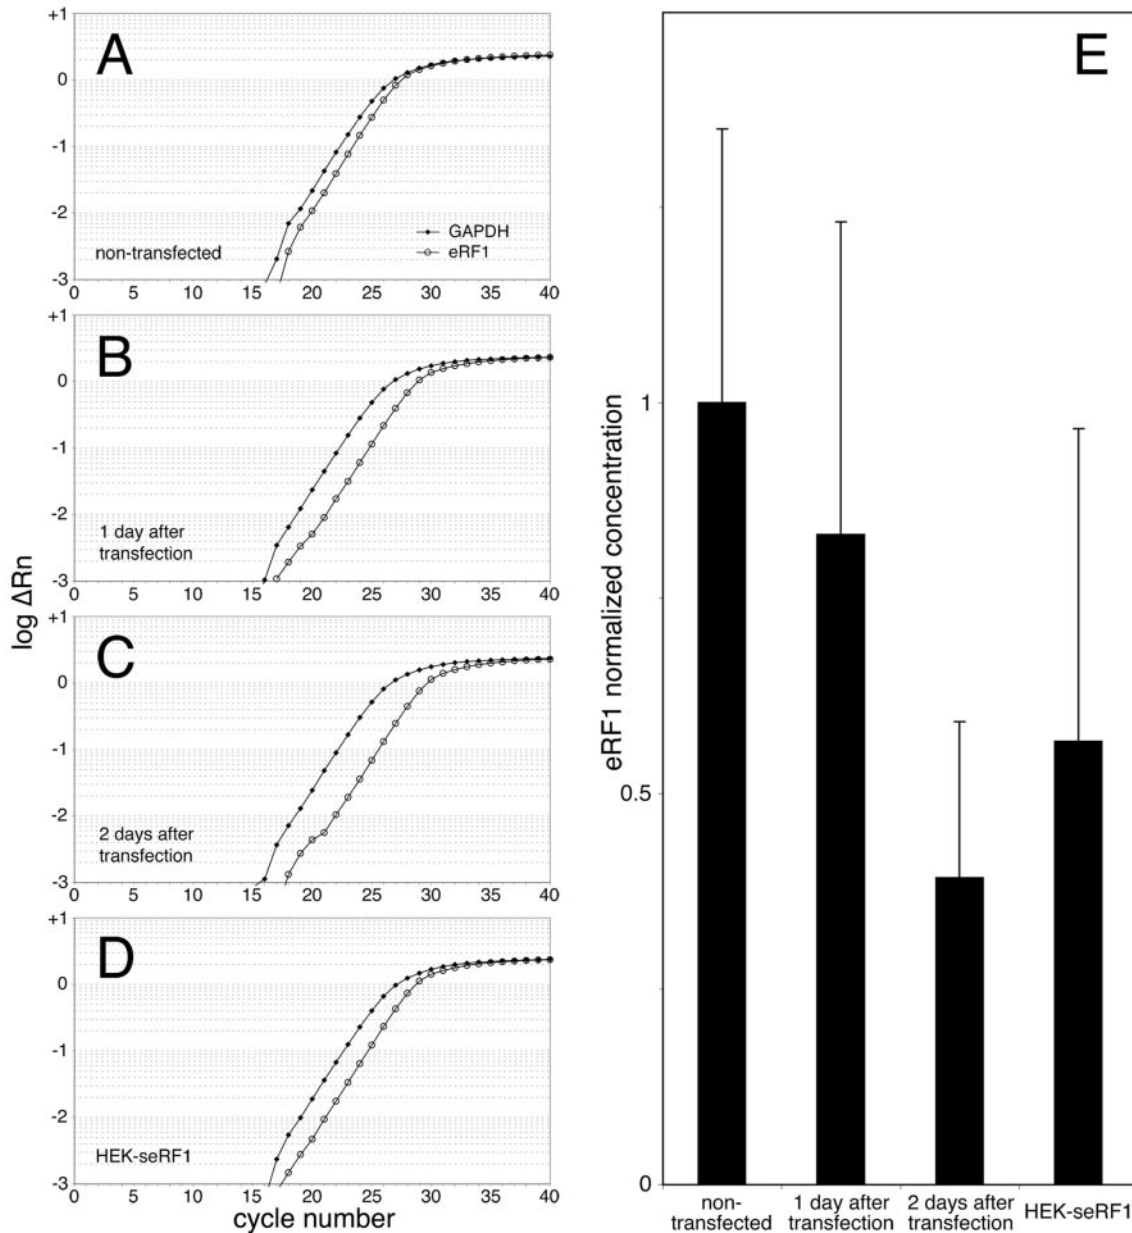 A
+1
0
-1
-2
-3
non-transfected
GAPDH
eRF1
0 5 10 15 20 25 30 35 40
B
+1
0
-1
-2
-3
1 day after
transfection
0 5 10 15 20 25 30 35 40
C
+1
0
-1
-2
-3
2 days after
transfection
0 5 10 15 20 25 30 35 40
D
+1
0
-1
-2
-3
HEK-seRF1
0 5 10 15 20 25 30 35 40
cycle number
log ΔRn
E
eRF1 normalized concentration
1
0.5
0
non-
transfected
1 day after
transfection
2 days after
transfection
HEK-seRF1